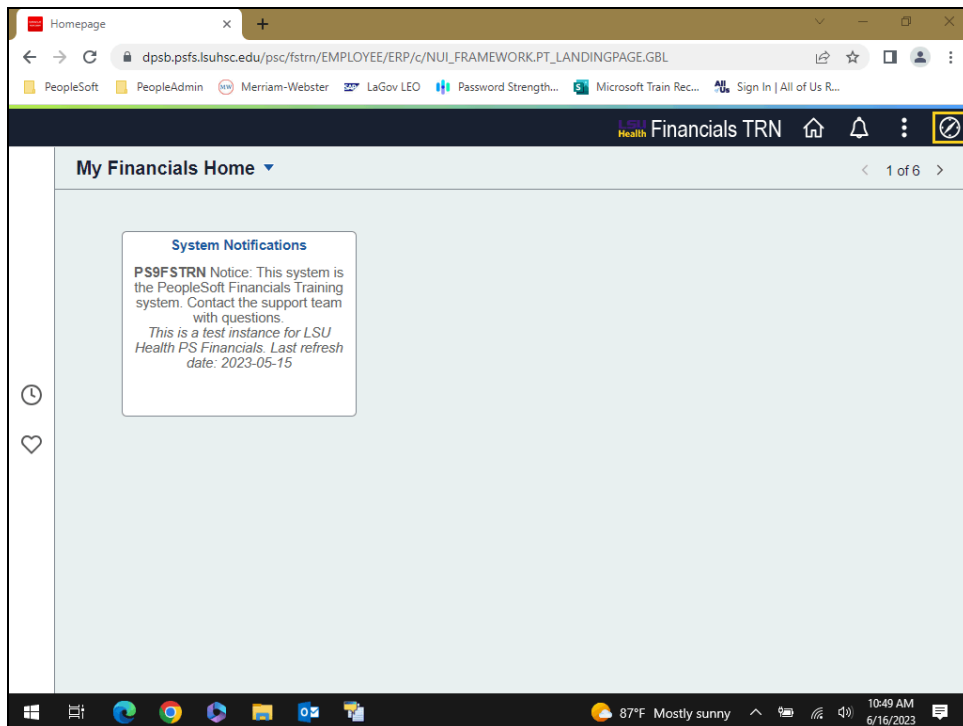 Homepage
dpsb.psfs.lsuhsc.edu/psc/fstrn/EMPLOYEE/ERP/c/NUI_FRAMEWORK.PT_LANDINGPAGE.GBL
PeopleSoft PeopleAdmin MW Merriam-Webster SAP LaGov LEO Password Strength... S Microsoft Train Rec... All Us Sign In | All of Us R...
LSU Health Financials TRN
My Financials Home 1 of 6
System Notifications
PS9FSTRN Notice: This system is
the PeopleSoft Financials Training
system. Contact the support team
with questions.
This is a test instance for LSU
Health PS Financials. Last refresh
date: 2023-05-15
87°F Mostly sunny
10:49 AM
6/16/2023